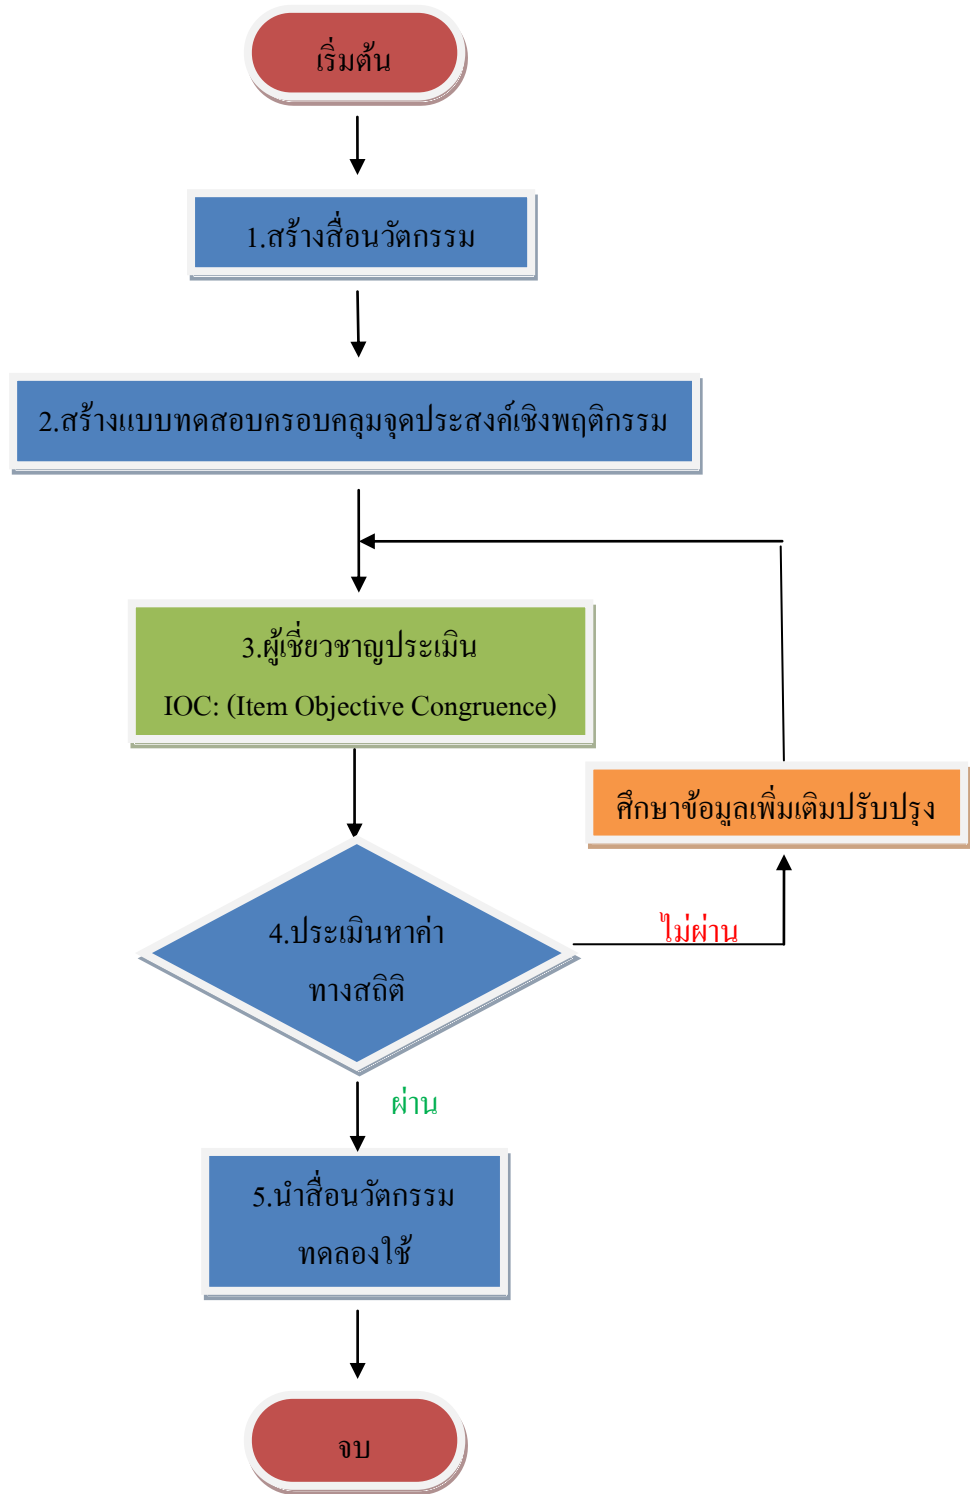 เริ่มต้น
1.สร้างสื่อนวัตกรรม
2.สร้างแบบทดสอบครอบคลุมจุดประสงค์เชิงพฤติกรรม
3.ผู้เชี่ยวชาญประเมิน
IOC: (Item Objective Congruence)
ศึกษาข้อมูลเพิ่มเติมปรับปรุง
4.ประเมินหาค่า
ทางสถิติ
ไม่ผ่าน
ผ่าน
5.นำสื่อนวัตกรรม
ทดลองใช้
จบ